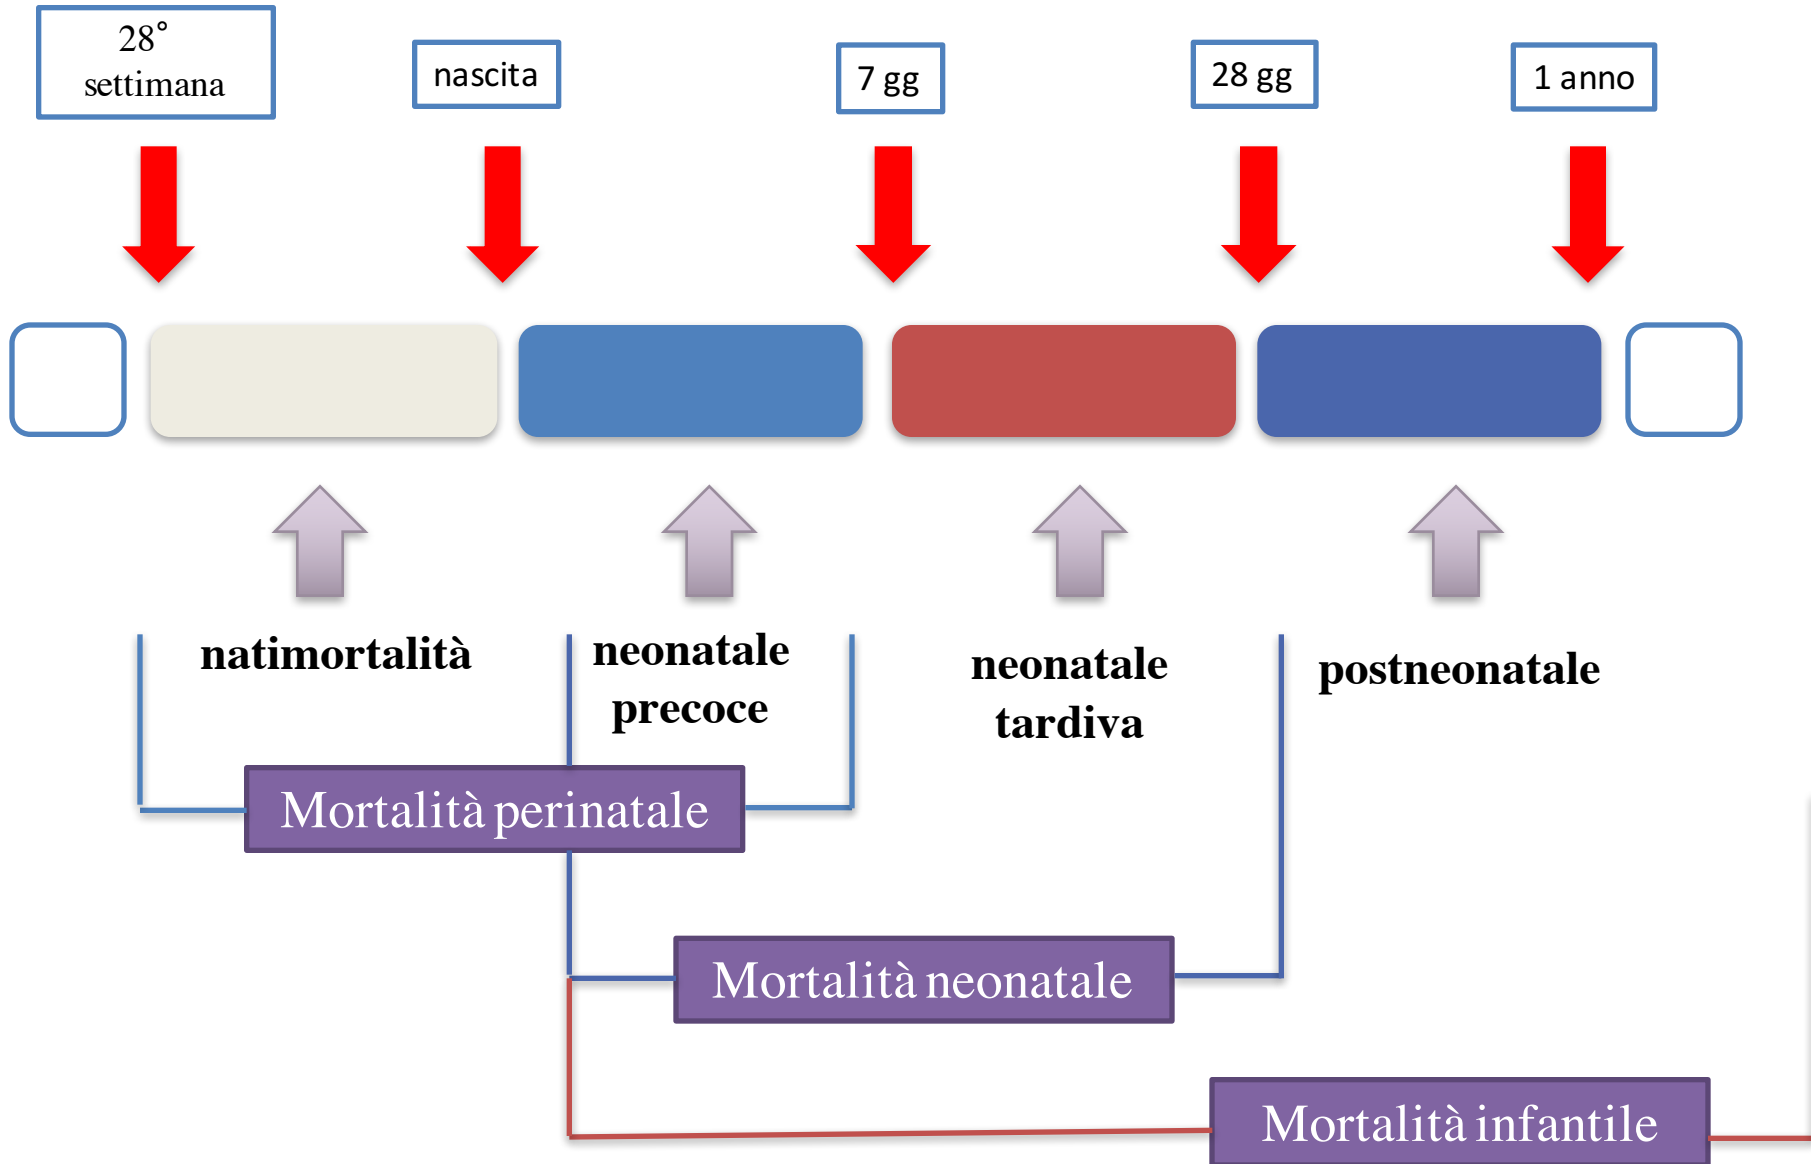 28°
settimana
nascita
7 gg
28 gg
1 anno
natimortalità
neonatale
precoce
neonatale
tardiva
postneonatale
Mortalità perinatale
Mortalità neonatale
Mortalità infantile